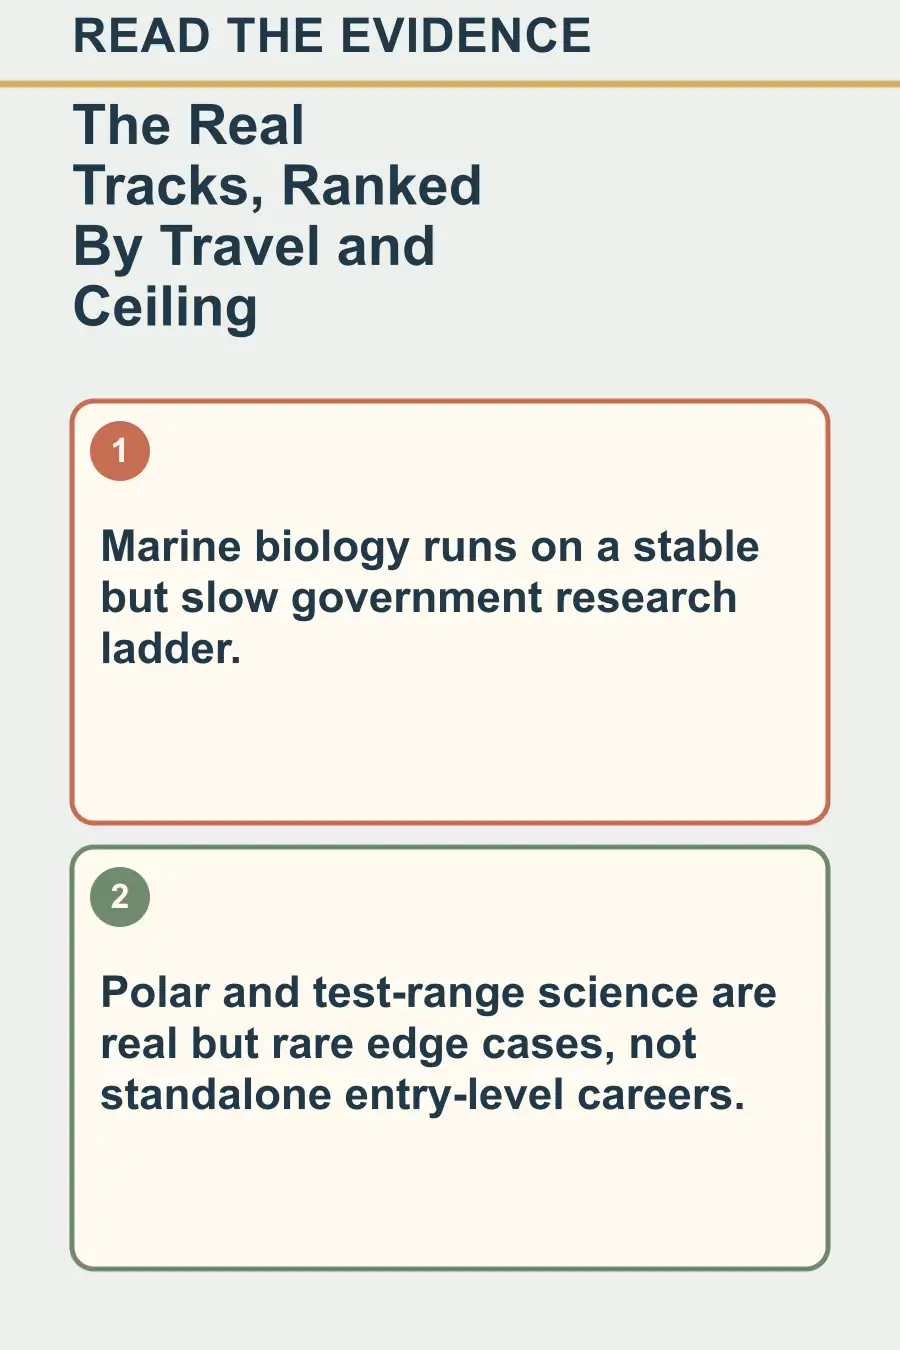 READ THE EVIDENCE
The Real
Tracks, Ranked
By Travel and
Ceiling
1
Marine biology runs on a stable
but slow government research
ladder.
2
Polar and test-range science are
real but rare edge cases, not
standalone entry-level careers.